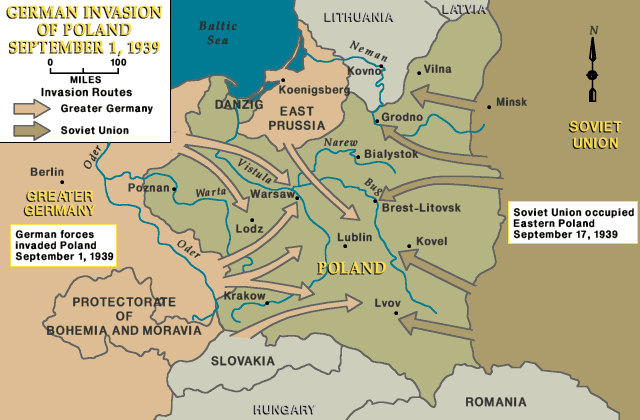 GERMAN INVASION
OF POLAND
SEPTEMBER 1, 1939
0 100
MILES
Invasion Routes
Greater Germany
Soviet Union
Baltic
Sea
LITHUANIA
LATVIA
N
Neman
Kovno
Vilna
Koenigsberg
DANZIG
EAST
PRUSSIA
Minsk
Grodno
SOVIET
UNION
Oder
Narew
Bialystok
Berlin
Vistula
Poznan
Warta
Warsaw
Bug
GREATER
GERMANY
Brest-Litovsk
German forces
invaded Poland
September 1, 1939
Soviet Union occupied
Eastern Poland
September 17, 1939
Lodz
Oder
Lublin
Kovel
POLAND
Krakow
Lvov
PROTECTORATE
OF
BOHEMIA AND MORAVIA
SLOVAKIA
HUNGARY
ROMANIA